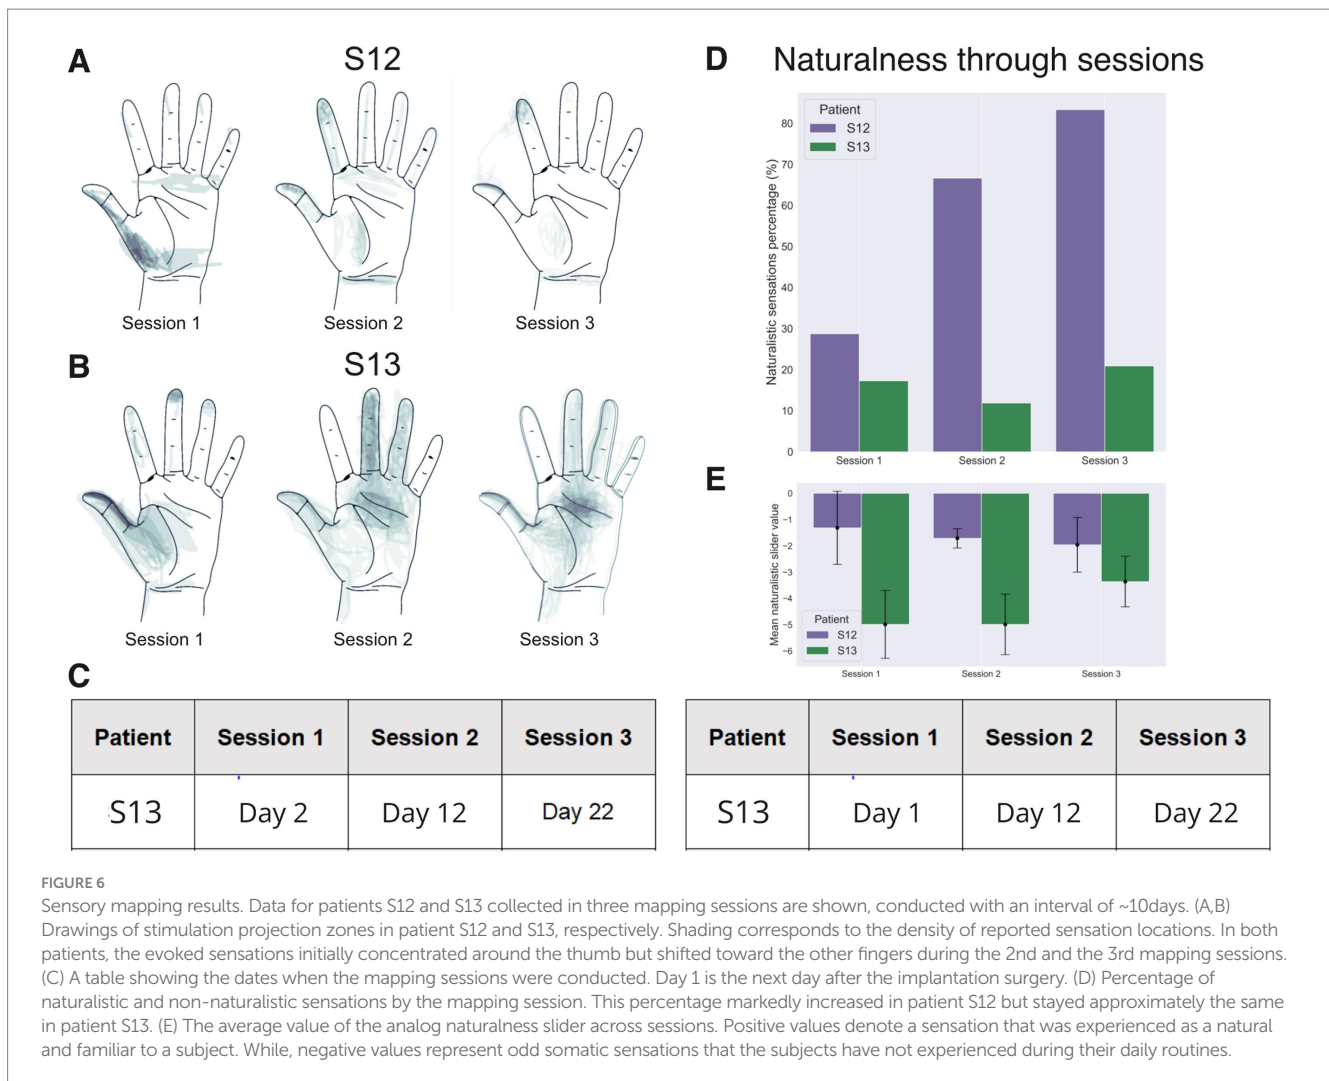 A
S12
Session 1
Session 2
Session 3
B
S13
Session 1
Session 2
Session 3
D
Naturalness through sessions
Naturalistic sensations percentage (%)
80
70
60
50
40
30
20
10
0
Patient
S12
S13
Session 1
Session 2
Session 3
E
Mean naturalistic slider value
0
−1
−2
−3
−4
−5
−6
Patient
S12
S13
Session 1
Session 2
Session 3
C
Patient Session 1 Session 2 Session 3
S13 Day 2 Day 12 Day 22
Patient Session 1 Session 2 Session 3
S13 Day 1 Day 12 Day 22
FIGURE 6
Sensory mapping results. Data for patients S12 and S13 collected in three mapping sessions are shown, conducted with an interval of ~10days. (A,B)
Drawings of stimulation projection zones in patient S12 and S13, respectively. Shading corresponds to the density of reported sensation locations. In both
patients, the evoked sensations initially concentrated around the thumb but shifted toward the other fingers during the 2nd and the 3rd mapping sessions.
(C) A table showing the dates when the mapping sessions were conducted. Day 1 is the next day after the implantation surgery. (D) Percentage of
naturalistic and non-naturalistic sensations by the mapping session. This percentage markedly increased in patient S12 but stayed approximately the same
in patient S13. (E) The average value of the analog naturalness slider across sessions. Positive values denote a sensation that was experienced as a natural
and familiar to a subject. While, negative values represent odd somatic sensations that the subjects have not experienced during their daily routines.